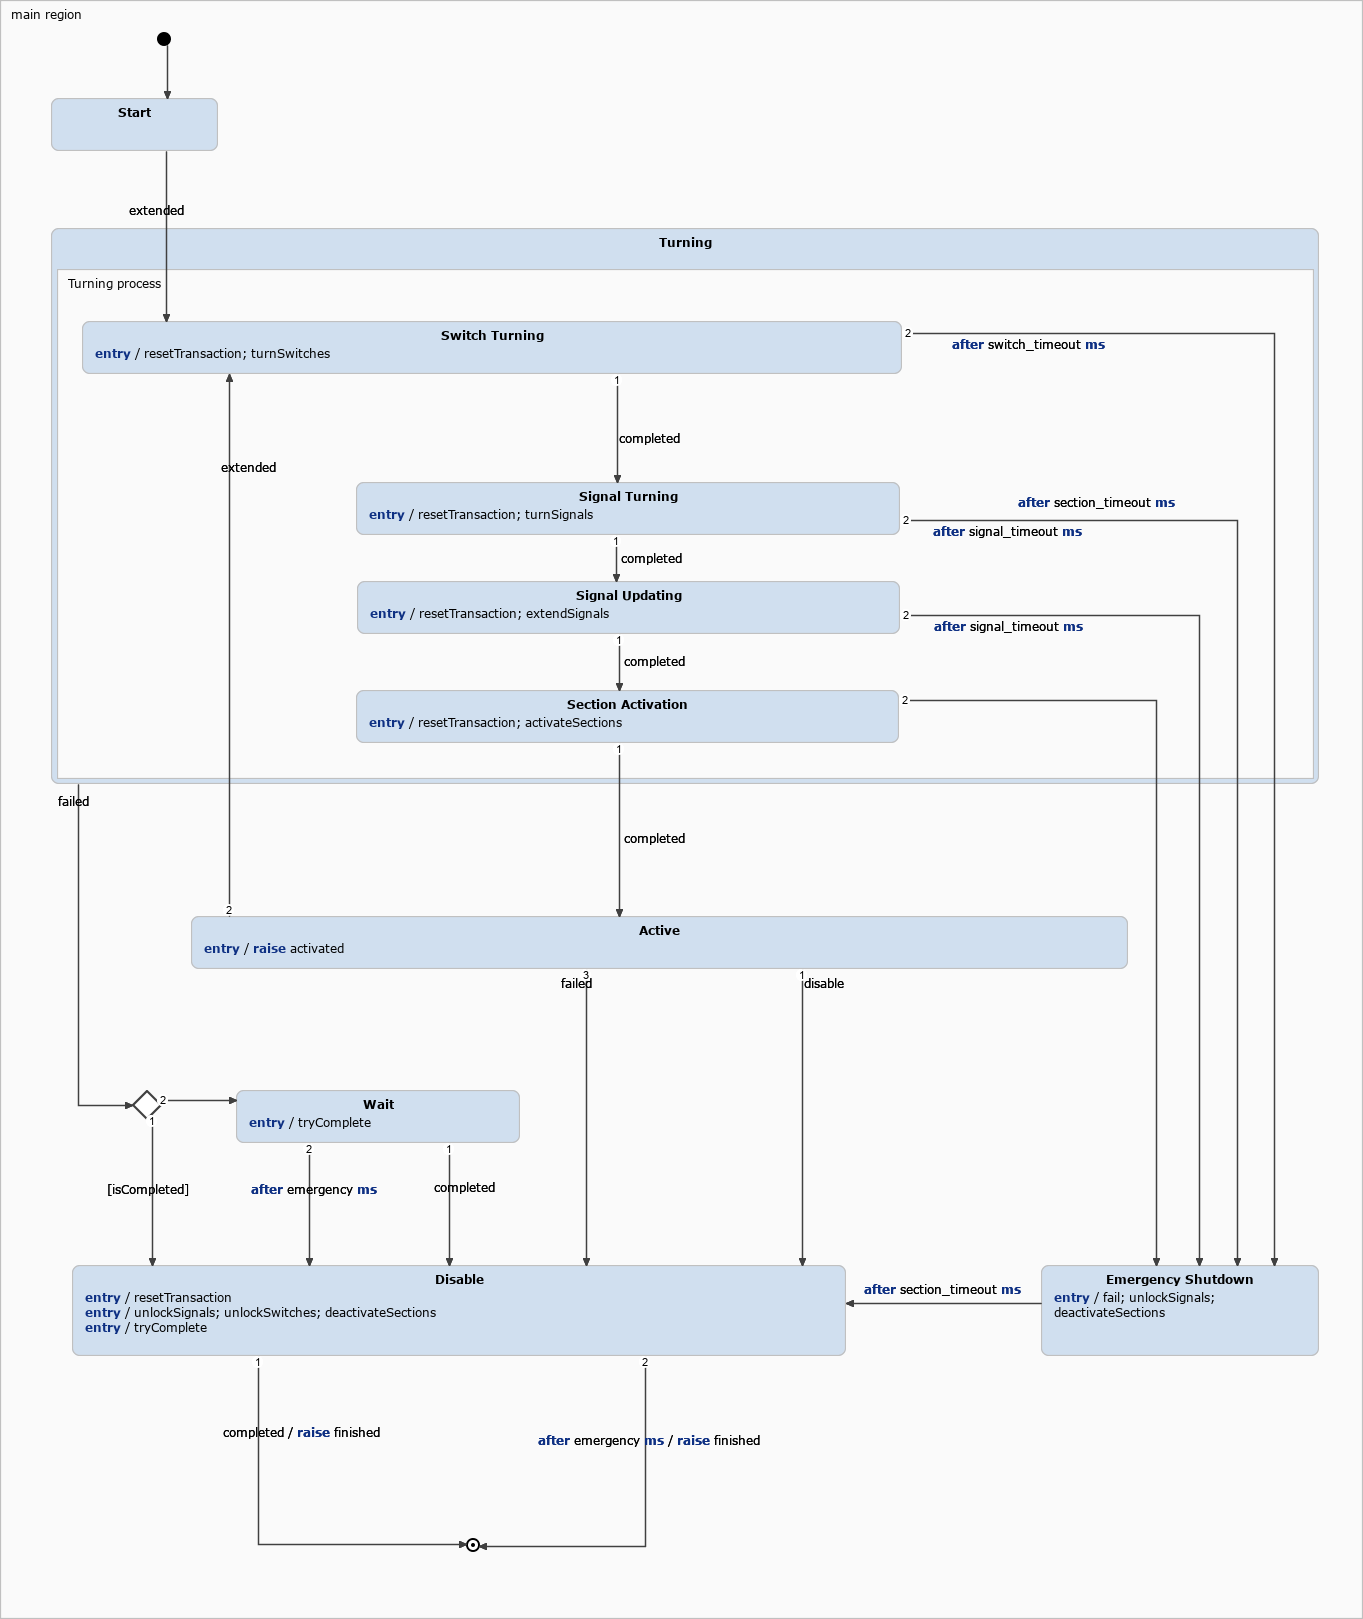 main region
Start
extended
Turning
Turning process
Switch Turning
entry / resetTransaction; turnSwitches
2
after switch_timeout ms
1
completed
extended
Signal Turning
entry / resetTransaction; turnSignals
after section_timeout ms
2
after signal_timeout ms
1
completed
Signal Updating
entry / resetTransaction; extendSignals
2
after signal_timeout ms
1
completed
Section Activation
entry / resetTransaction; activateSections
2
1
failed
completed
2
Active
entry / raise activated
3
failed
1
disable
2
1
Wait
entry / tryComplete
2
1
[isCompleted]
after emergency ms
completed
Disable
entry / resetTransaction
entry / unlockSignals; unlockSwitches; deactivateSections
entry / tryComplete
after section_timeout ms
Emergency Shutdown
entry / fail; unlockSignals;
deactivateSections
1
2
completed / raise finished
after emergency ms / raise finished